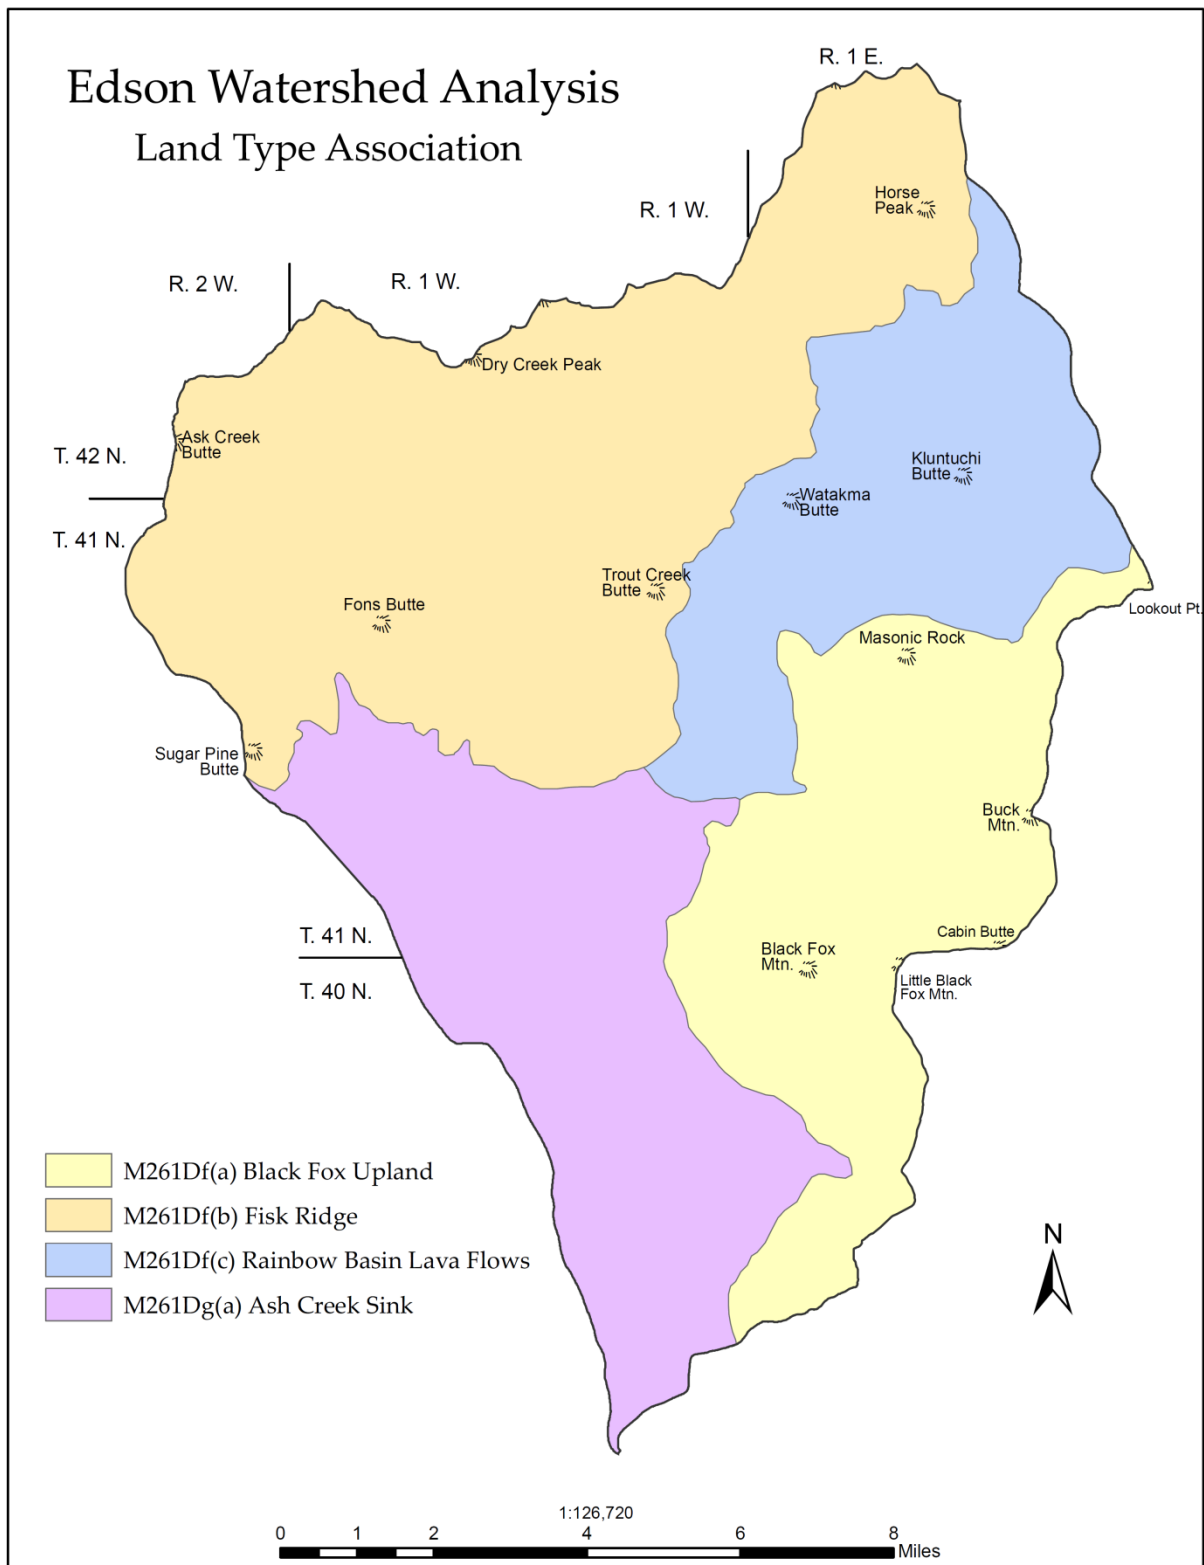 Edson Watershed Analysis
Land Type Association
R. 1 E.
R. 1 W.
R. 2 W.
R. 1 W.
Horse
Peak
Dry Creek Peak
Ask Creek
Butte
T. 42 N.
T. 41 N.
Kluntuchi
Butte
Watakma
Butte
Trout Creek
Butte
Fons Butte
Lookout Pt.
Masonic Rock
Sugar Pine
Butte
Buck
Mtn.
Cabin Butte
T. 41 N.
T. 40 N.
Black Fox
Mtn.
Little Black
Fox Mtn.
M261Df(a) Black Fox Upland
M261Df(b) Fisk Ridge
M261Df(c) Rainbow Basin Lava Flows
M261Dg(a) Ash Creek Sink
N
1:126,720
0 1 2 4 6 8
Miles